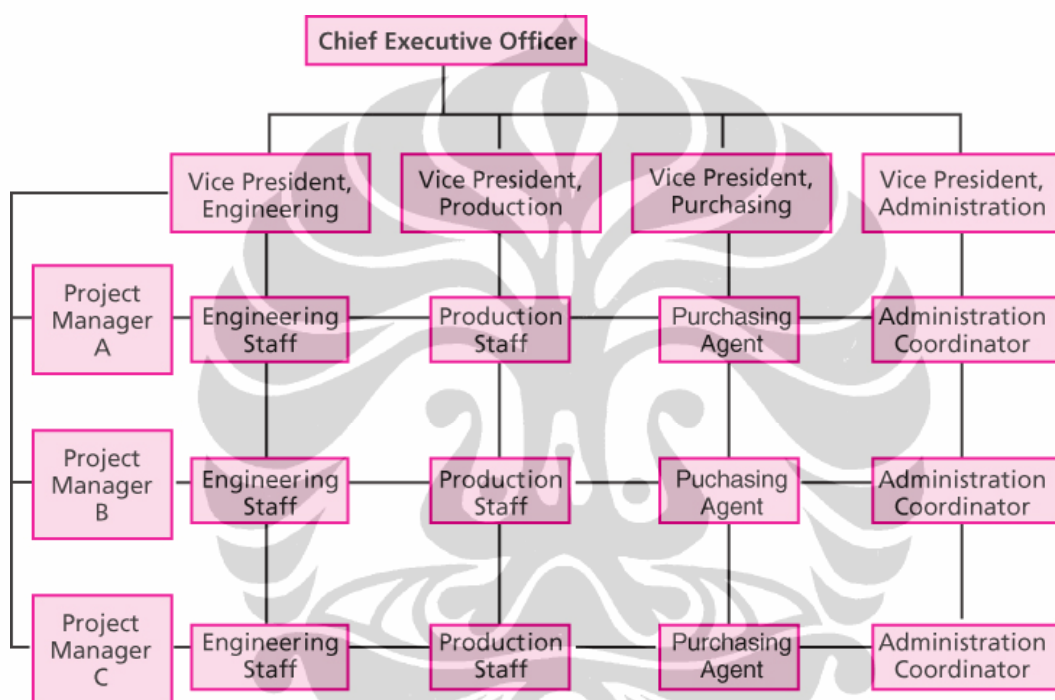 Chief Executive Officer
Vice President,
Engineering
Vice President,
Production
Vice President,
Purchasing
Vice President,
Administration
Project
Manager
A
Engineering
Staff
Production
Staff
Purchasing
Agent
Administration
Coordinator
Project
Manager
B
Engineering
Staff
Production
Staff
Puchasing
Agent
Administration
Coordinator
Project
Manager
C
Engineering
Staff
Production
Staff
Purchasing
Agent
Administration
Coordinator